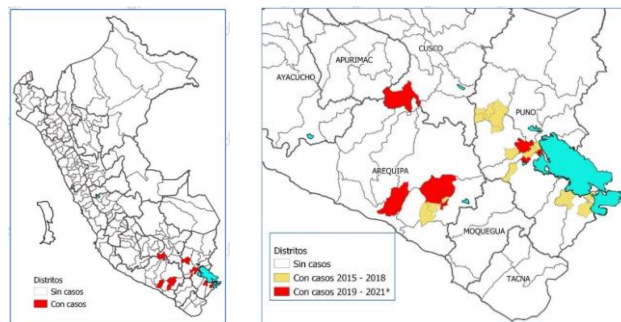 Distritos
Sin casos
Con casos
AYACUCHO
APURIMAC
CUSCO
PUNO
AREQUIPA
MOQUEGUA
TACNA
Distritos
Sin casos
Con casos 2015 - 2018
Con casos 2019 - 2021*